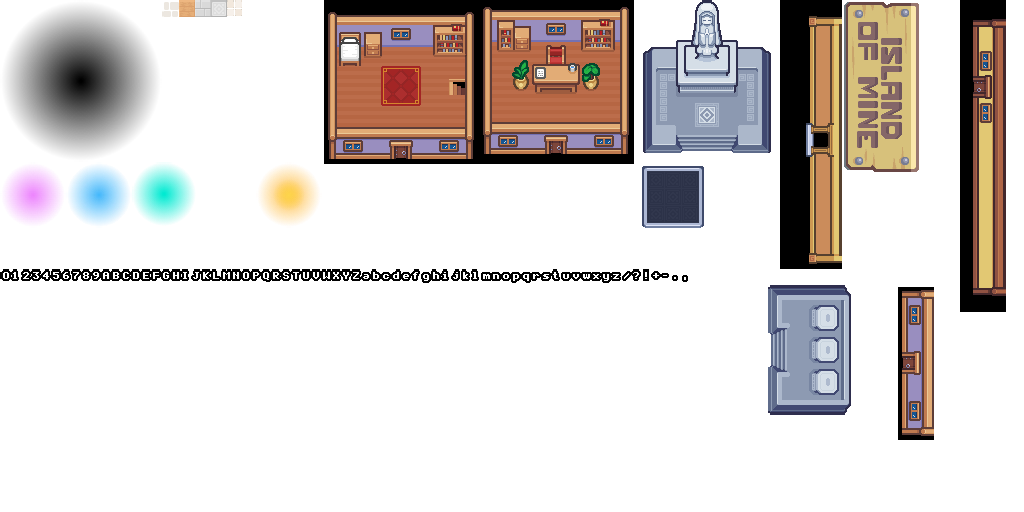 ISLAND
OF MINE
0123456789ABCDEFGHIJKLMNOPQRSTUVWXYZabcdefghijklmnopqrstuvwxyz/?!+-.,